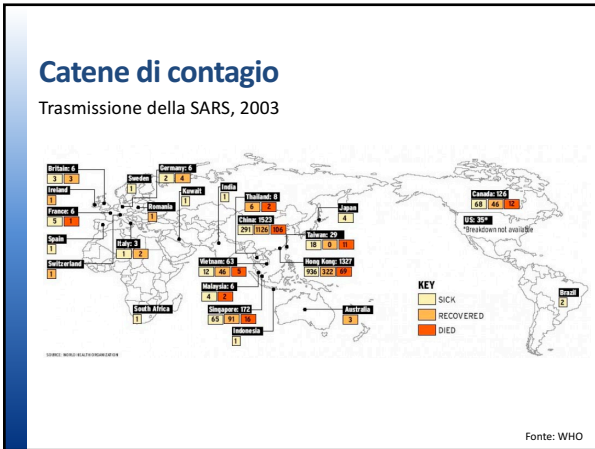 Catene di contagio
Trasmissione della SARS, 2003
Britain: 6
3 3
Ireland
1
France: 6
5 1
Spain
1
Switzerland
1
Sweden
1
Germany: 6
2 4
Romania
1
Italy: 3
1 2
Kuwait
1
India
1
Thailand: 8
6 2
China: 1523
291 1126 106
Japan
4
Taiwan: 29
18 0 11
Vietnam: 63
12 46 5
Hong Kong: 1327
936 322 69
Malaysia: 6
4 2
Singapore: 172
65 91 16
Indonesia
1
South Africa
1
Australia
3
Canada: 126
68 46 12
US: 35*
*Breakdown not available
Brazil
2
KEY
SICK
RECOVERED
DIED
SOURCE: WORLD HEALTH ORGANIZATION
Fonte: WHO